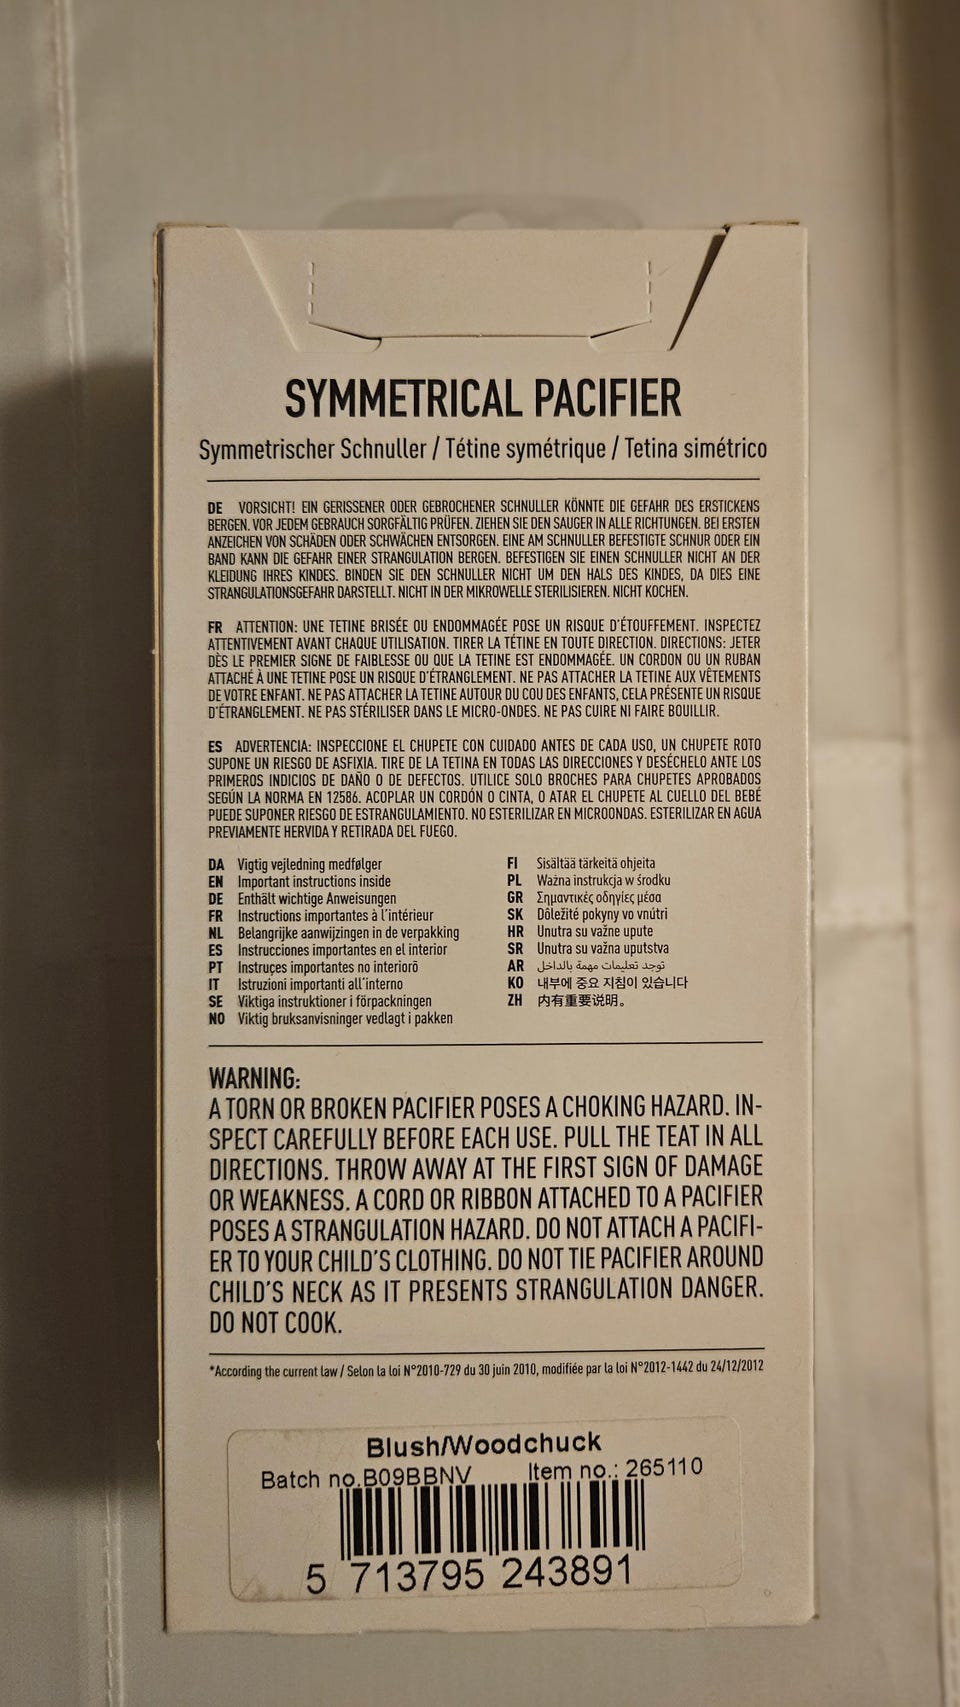 SYMMETRICAL PACIFIER
Symmetrischer Schnuller / Tétine symétrique / Tetina simétrico
DE VORSICHT! EIN GERISSENER ODER GEBROCHENER SCHNULLER KÖNNTE DIE GEFAHR DES ERSTICKENS
BERGEN. VOR JEDEM GEBRAUCH SORGFÄLTIG PRÜFEN. ZIEHEN SIE DEN SAUGER IN ALLE RICHTUNGEN. BEI ERSTEN
ANZEICHEN VON SCHÄDEN ODER SCHWÄCHEN ENTSORGEN. EINE AM SCHNULLER BEFESTIGTE SCHNUR ODER EIN
BAND KANN DIE GEFAHR EINER STRANGULATION BERGEN. BEFESTIGEN SIE EINEN SCHNULLER NICHT AN DER
KLEIDUNG IHRES KINDES. BINDEN SIE DEN SCHNULLER NICHT UM DEN HALS DES KINDES, DA DIES EINE
STRANGULATIONSGEFAHR DARSTELLT. NICHT IN DER MIKROWELLE STERILISIEREN. NICHT KOCHEN.
FR ATTENTION: UNE TETINE BRISÉE OU ENDOMMAGÉE POSE UN RISQUE D'ÉTOUFFEMENT. INSPECTEZ
ATTENTIVEMENT AVANT CHAQUE UTILISATION. TIRER LA TÉTINE EN TOUTE DIRECTION. DIRECTIONS: JETER
DÈS LE PREMIER SIGNE DE FAIBLESSE OU QUE LA TETINE EST ENDOMMAGÉE. UN CORDON OU UN RUBAN
ATTACHÉ À UNE TETINE POSE UN RISQUE D'ÉTRANGLEMENT. NE PAS ATTACHER LA TETINE AUX VÊTEMENTS
DE VOTRE ENFANT. NE PAS ATTACHER LA TETINE AUTOUR DU COU DES ENFANTS, CELA PRÉSENTE UN RISQUE
D'ÉTRANGLEMENT. NE PAS STÉRILISER DANS LE MICRO-ONDES. NE PAS CUIRE NI FAIRE BOUILLIR.
ES ADVERTENCIA: INSPECCIONE EL CHUPETE CON CUIDADO ANTES DE CADA USO, UN CHUPETE ROTO
SUPONE UN RIESGO DE ASFIXIA. TIRE DE LA TETINA EN TODAS LAS DIRECCIONES Y DESÉCHELO ANTE LOS
PRIMEROS INDICIOS DE DAÑO O DE DEFECTOS. UTILICE SOLO BROCHES PARA CHUPETES APROBADOS
SEGÚN LA NORMA EN 12586. ACOPLAR UN CORDÓN O CINTA, O ATAR EL CHUPETE AL CUELLO DEL BEBÉ
PUEDE SUPONER RIESGO DE ESTRANGULAMIENTO. NO ESTERILIZAR EN MICROONDAS. ESTERILIZAR EN AGUA
PREVIAMENTE HERVIDA Y RETIRADA DEL FUEGO.
DA Vigtig vejledning medfølger
EN Important instructions inside
DE Enthält wichtige Anweisungen
FR Instructions importantes à l'intérieur
NL Belangrijke aanwijzingen in de verpakking
ES Instrucciones importantes en el interior
PT Instruçes importantes no interiorõ
IT Istruzioni importanti all'interno
SE Viktiga instruktioner i förpackningen
NO Viktig bruksanvisninger vedlagt i pakken
FI Sisältää tärkeitä ohjeita
PL Ważna instrukcja w środku
GR Σημαντικές οδηγίες μέσα
SK Dôležité pokyny vo vnútri
HR Unutra su važne upute
SR Unutra su važna uputstva
AR توجد تعليمات مهمة بالداخل
KO 내부에 중요 지침이 있습니다
ZH 内有重要说明。
WARNING:
A TORN OR BROKEN PACIFIER POSES A CHOKING HAZARD. IN-
SPECT CAREFULLY BEFORE EACH USE. PULL THE TEAT IN ALL
DIRECTIONS. THROW AWAY AT THE FIRST SIGN OF DAMAGE
OR WEAKNESS. A CORD OR RIBBON ATTACHED TO A PACIFIER
POSES A STRANGULATION HAZARD. DO NOT ATTACH A PACIFI-
ER TO YOUR CHILD'S CLOTHING. DO NOT TIE PACIFIER AROUND
CHILD'S NECK AS IT PRESENTS STRANGULATION DANGER.
DO NOT COOK.
*According the current law / Selon la loi N°2010-729 du 30 juin 2010, modifiée par la loi N°2012-1442 du 24/12/2012
Blush/Woodchuck
Batch no.B09BBNV Item no.: 265110
5 713795 243891